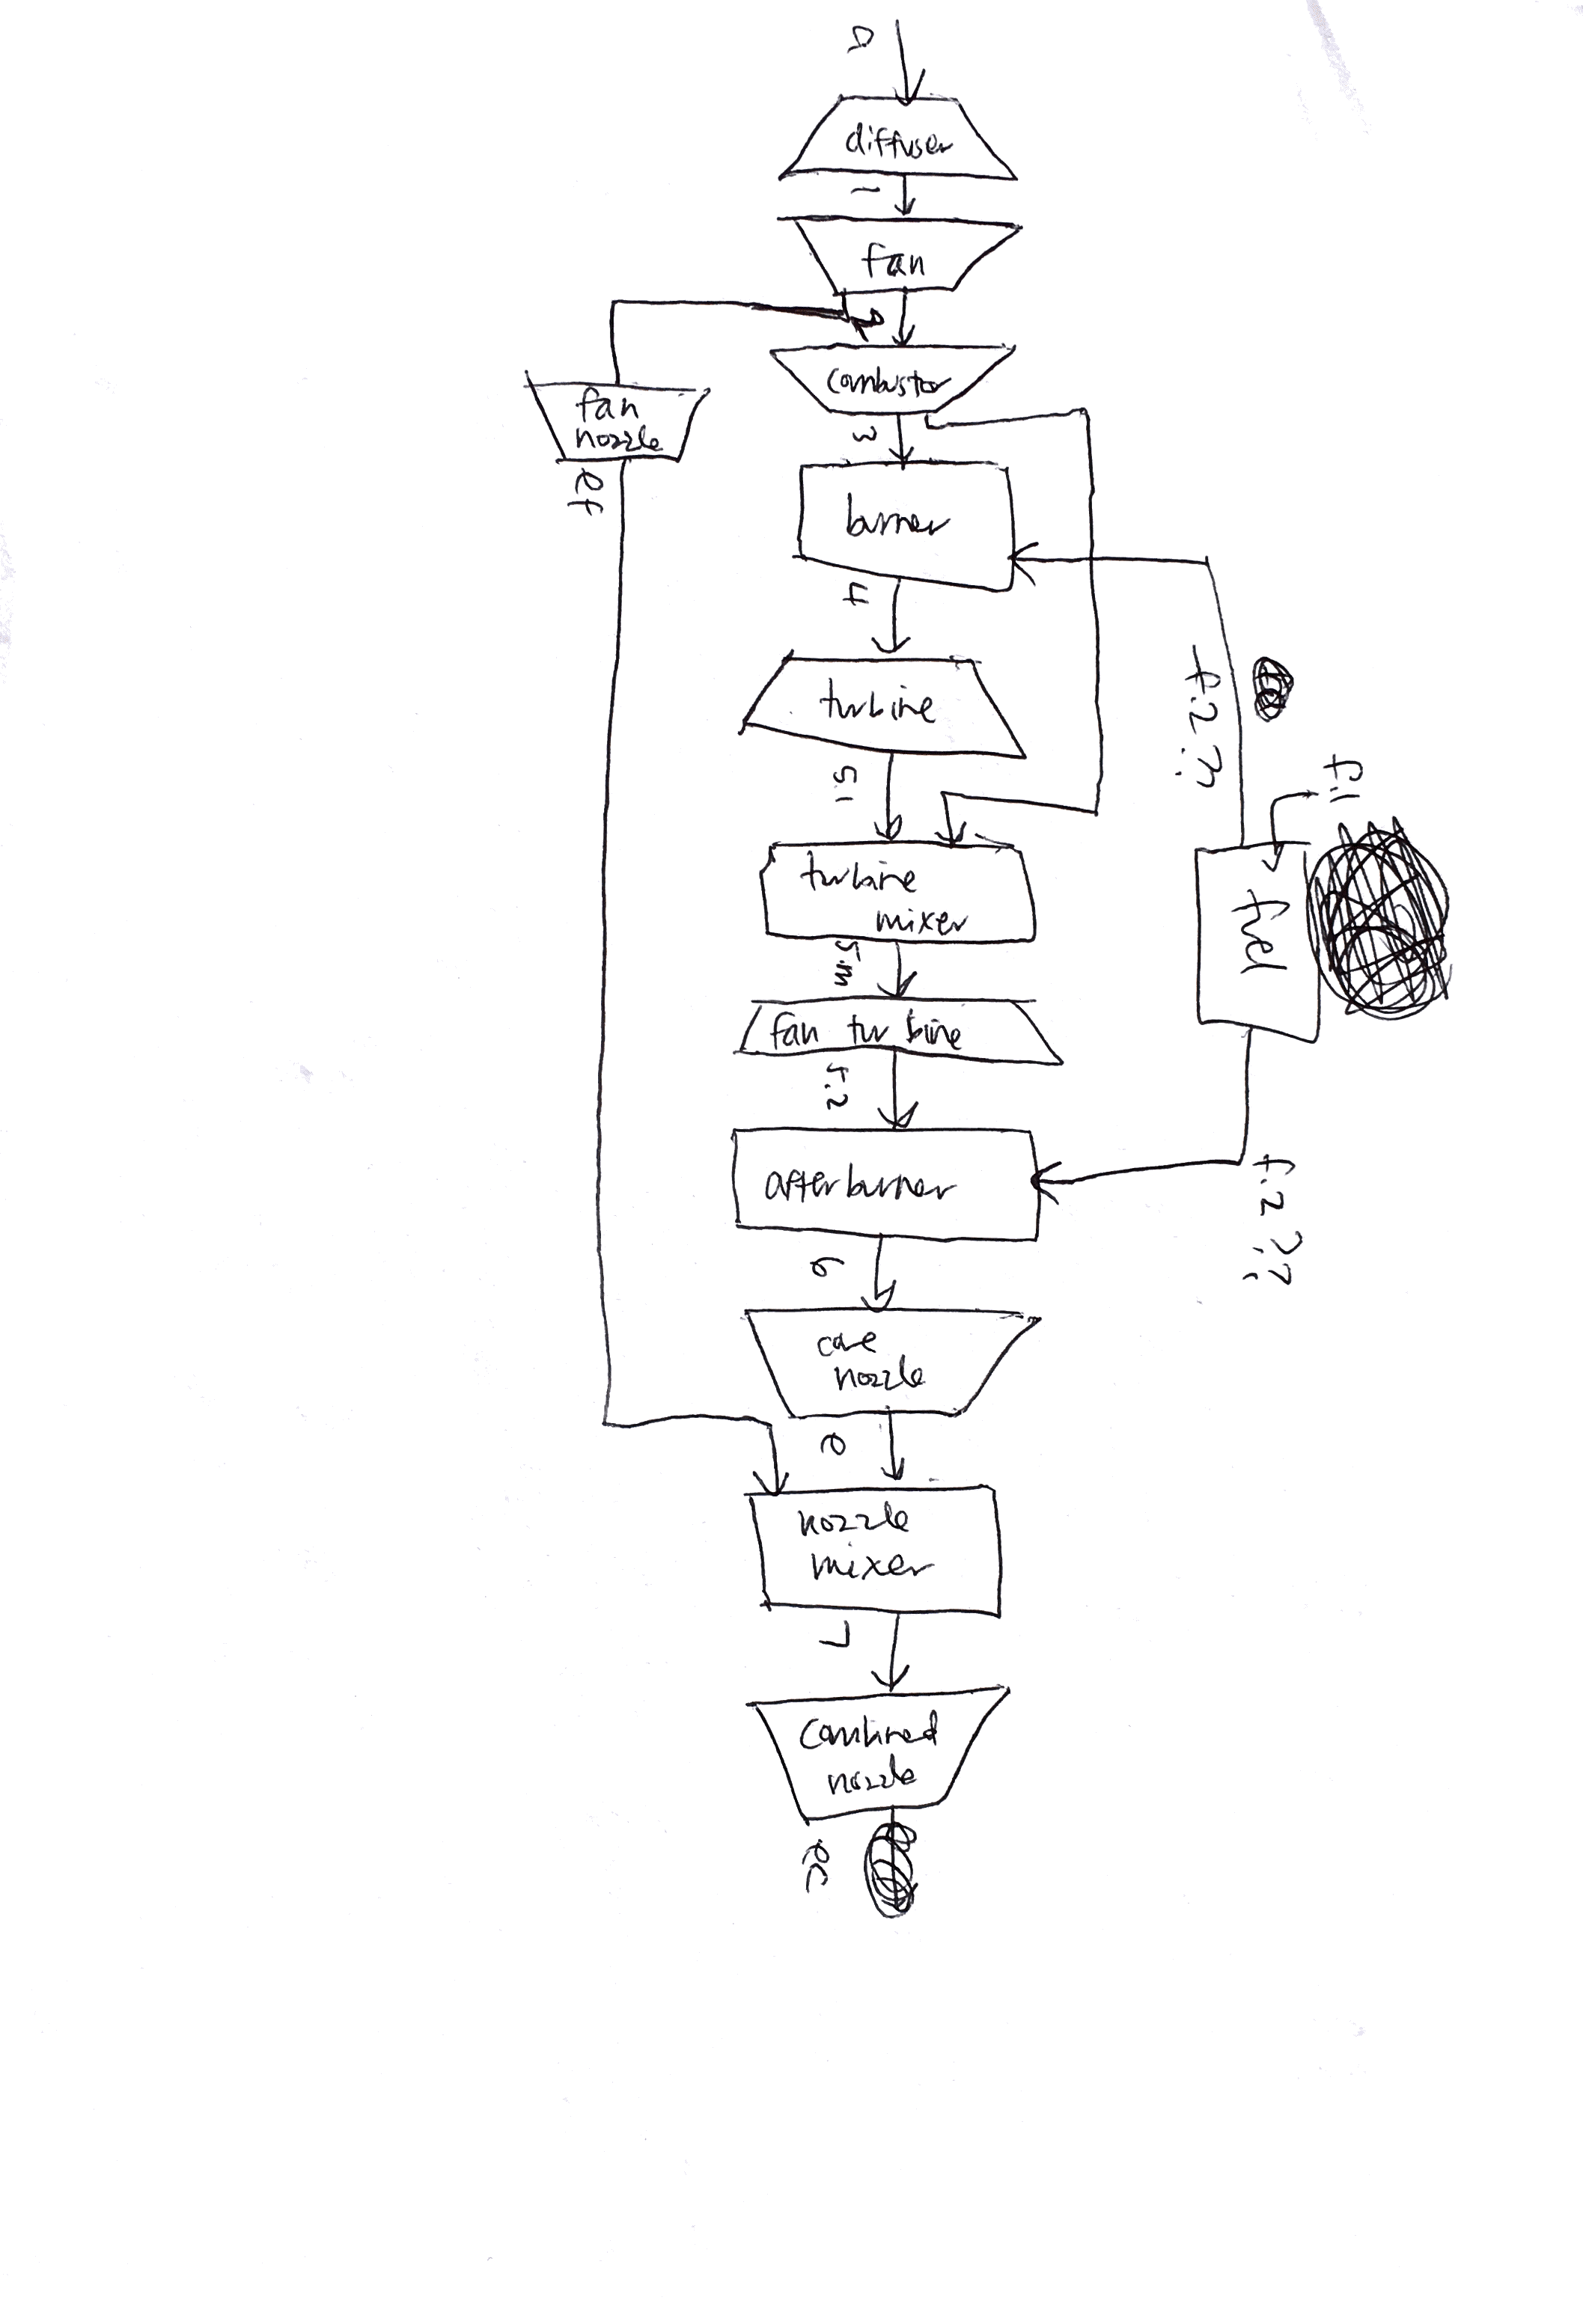 diffuser
1
fan
combustor
fan
nozzle
3
ef
burner
4
turbine
f.2 ??
f.1
5.1
fuel
turbine
mixer
5.m
fan turbine
5.2
afterburner
f.2 ??
6
core
nozzle
e
nozzle
mixer
7
Combined
nozzle
ec